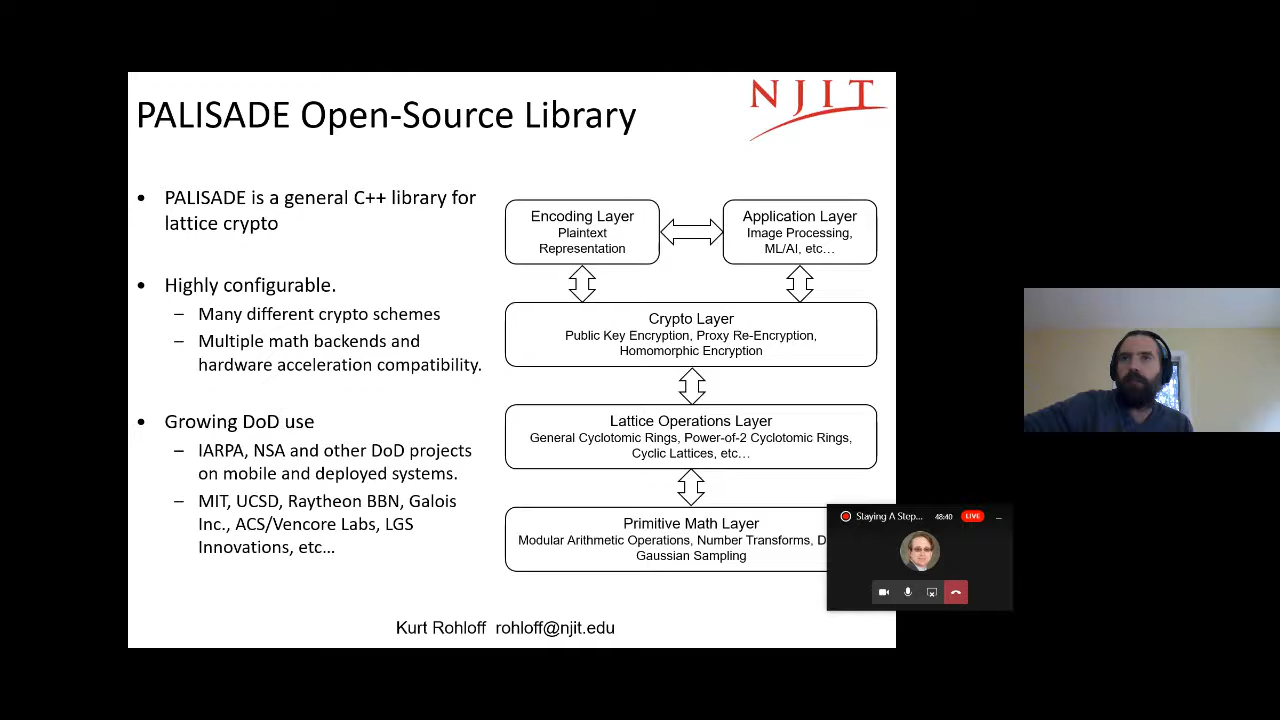 PALISADE Open-Source Library
NJIT
• PALISADE is a general C++ library for
lattice crypto
• Highly configurable.
– Many different crypto schemes
– Multiple math backends and
hardware acceleration compatibility.
• Growing DoD use
– IARPA, NSA and other DoD projects
on mobile and deployed systems.
– MIT, UCSD, Raytheon BBN, Galois
Inc., ACS/Vencore Labs, LGS
Innovations, etc…
Encoding Layer
Plaintext
Representation
Application Layer
Image Processing,
ML/AI, etc…
Crypto Layer
Public Key Encryption, Proxy Re-Encryption,
Homomorphic Encryption
Lattice Operations Layer
General Cyclotomic Rings, Power-of-2 Cyclotomic Rings,
Cyclic Lattices, etc…
Primitive Math Layer
Modular Arithmetic Operations, Number Transforms,
Gaussian Sampling
Staying A Step... 48:40 LIVE
Kurt Rohloff rohloff@njit.edu